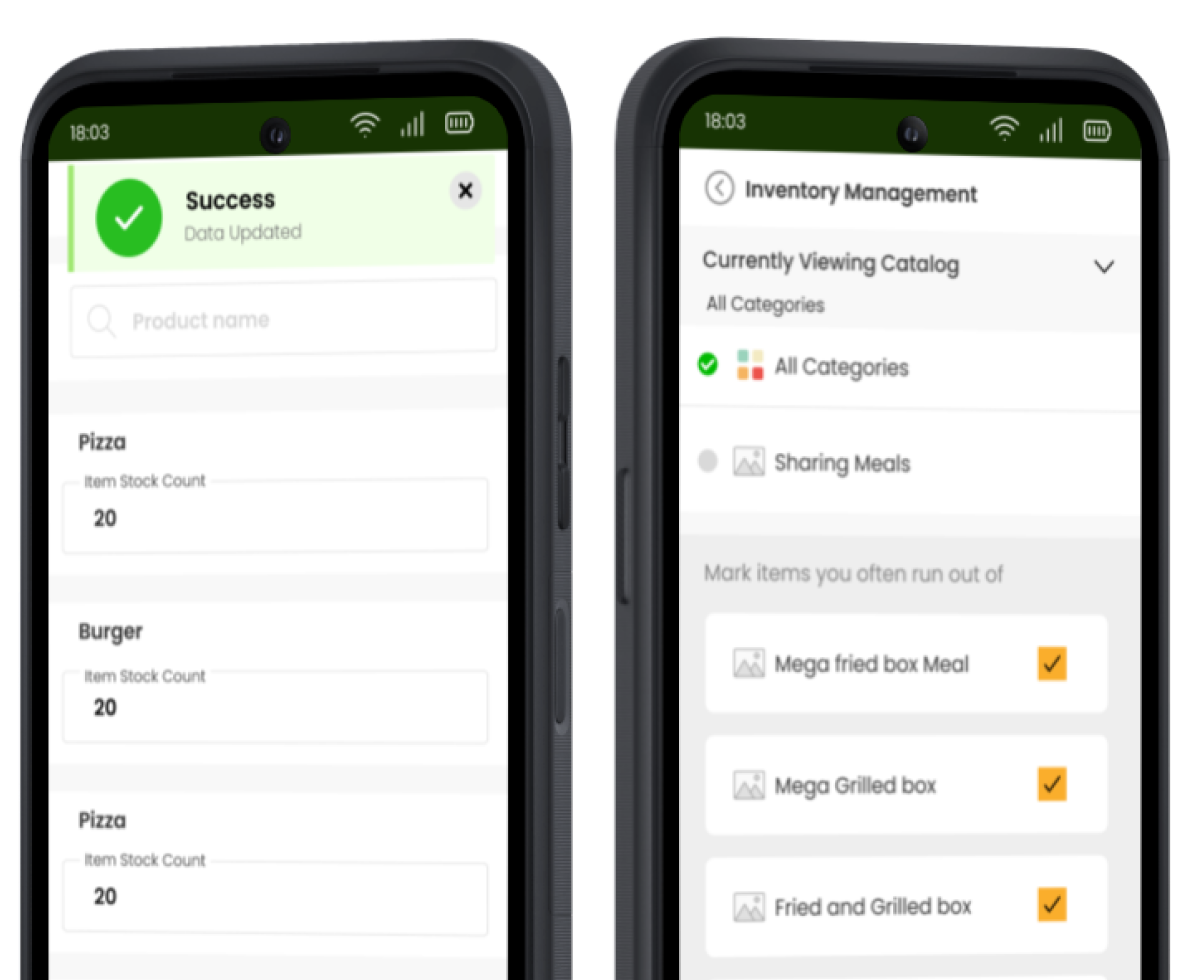 18:03
Success
Data Updated
Product name
Pizza
Item Stock Count
20
Burger
Item Stock Count
20
Pizza
Item Stock Count
20
18:03
Inventory Management
Currently Viewing Catalog
All Categories
All Categories
Sharing Meals
Mark items you often run out of
Mega fried box Meal
Mega Grilled box
Fried and Grilled box